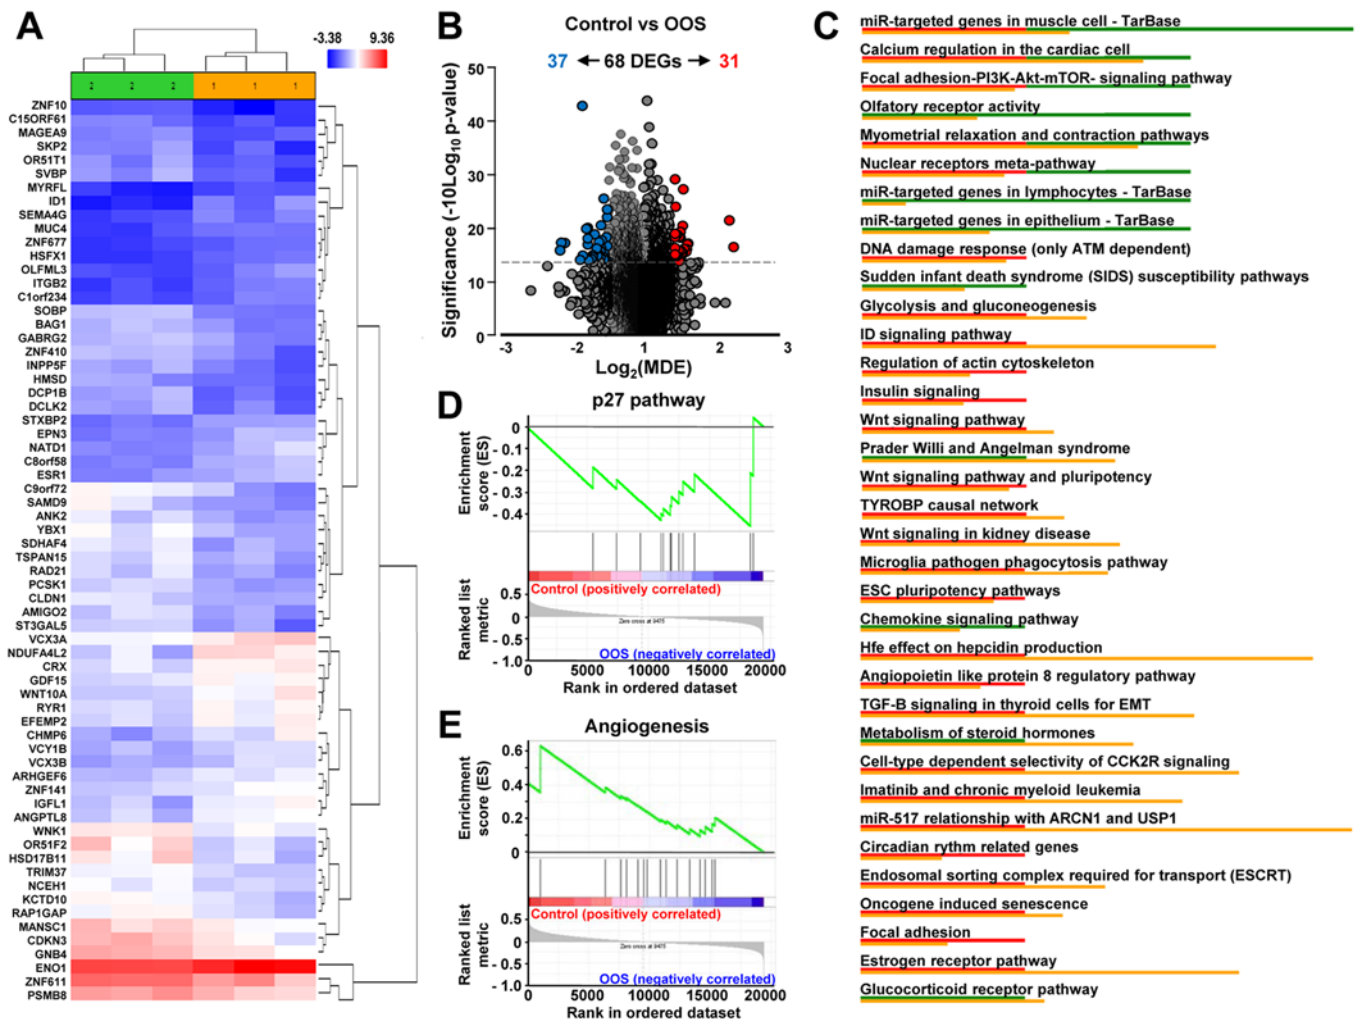 A
-3.38 9.36
2 2 2 1 1 1
ZNF10
C15ORF61
MAGEA9
SKP2
OR51T1
SVBP
MYRFL
ID1
SEMA4G
MUC4
ZNF677
HSFX1
OLFML3
ITGB2
C1orf234
SOBP
BAG1
GABRG2
ZNF410
INPP5F
HMSD
DCP1B
DCLK2
STXBP2
EPN3
NATD1
C8orf58
ESR1
C9orf72
SAMD9
ANK2
YBX1
SDHAF4
TSPAN15
RAD21
PCSK1
CLDN1
AMIGO2
ST3GAL5
VCX3A
NDUFA4L2
CRX
GDF15
WNT10A
RYR1
EFEMP2
CHMP6
VCY1B
VCX3B
ARHGEF6
ZNF141
IGFL1
ANGPTL8
WNK1
OR51F2
HSD17B11
TRIM37
NCEH1
KCTD10
RAP1GAP
MANSC1
CDKN3
GNB4
ENO1
ZNF611
PSMB8
B
Control vs OOS
37 ← 68 DEGs → 31
Significance (-10Log10 p-value)
50
40
30
20
10
0
-3 -2 1 2 3
Log2(MDE)
D
p27 pathway
Enrichment
score (ES)
0
- 0.1
- 0.2
- 0.3
- 0.4
Control (positively correlated)
Ranked list
metric
0.5
0
- 0.5
- 1.0
Zero cross at 9475
OOS (negatively correlated)
0 5000 10000 15000 20000
Rank in ordered dataset
E
Angiogenesis
Enrichment
score (ES)
0.6
0.4
0.2
0
Control (positively correlated)
Ranked list
metric
0.5
0
- 0.5
- 1.0
Zero cross at 9475
OOS (negatively correlated)
0 5000 10000 15000 20000
Rank in ordered dataset
C
miR-targeted genes in muscle cell - TarBase
Calcium regulation in the cardiac cell
Focal adhesion-PI3K-Akt-mTOR- signaling pathway
Olfatory receptor activity
Myometrial relaxation and contraction pathways
Nuclear receptors meta-pathway
miR-targeted genes in lymphocytes - TarBase
miR-targeted genes in epithelium - TarBase
DNA damage response (only ATM dependent)
Sudden infant death syndrome (SIDS) susceptibility pathways
Glycolysis and gluconeogenesis
ID signaling pathway
Regulation of actin cytoskeleton
Insulin signaling
Wnt signaling pathway
Prader Willi and Angelman syndrome
Wnt signaling pathway and pluripotency
TYROBP causal network
Wnt signaling in kidney disease
Microglia pathogen phagocytosis pathway
ESC pluripotency pathways
Chemokine signaling pathway
Hfe effect on hepcidin production
Angiopoietin like protein 8 regulatory pathway
TGF-B signaling in thyroid cells for EMT
Metabolism of steroid hormones
Cell-type dependent selectivity of CCK2R signaling
Imatinib and chronic myeloid leukemia
miR-517 relationship with ARCN1 and USP1
Circadian rythm related genes
Endosomal sorting complex required for transport (ESCRT)
Oncogene induced senescence
Focal adhesion
Estrogen receptor pathway
Glucocorticoid receptor pathway